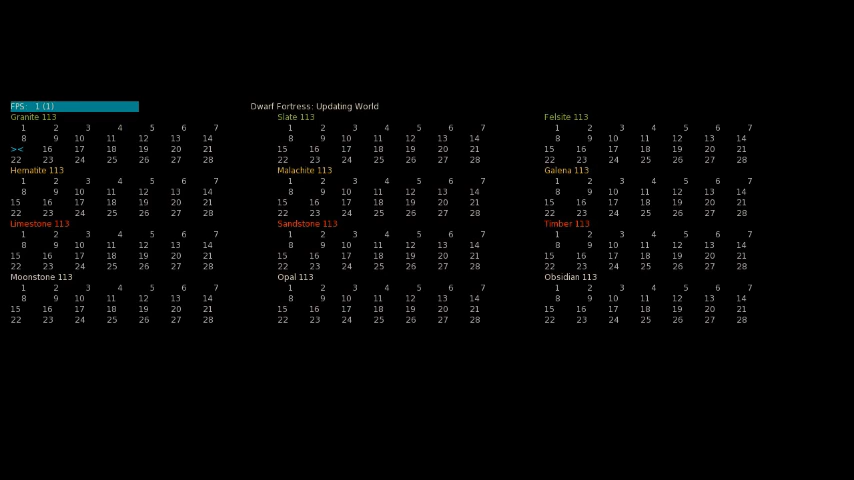 FPS: 1 (1) Dwarf Fortress: Updating World
Granite 113 Slate 113 Felsite 113
1 2 3 4 5 6 7 1 2 3 4 5 6 7 1 2 3 4 5 6 7
8 9 10 11 12 13 14 8 9 10 11 12 13 14 8 9 10 11 12 13 14
>< 16 17 18 19 20 21 15 16 17 18 19 20 21 15 16 17 18 19 20 21
22 23 24 25 26 27 28 22 23 24 25 26 27 28 22 23 24 25 26 27 28
Hematite 113 Malachite 113 Galena 113
1 2 3 4 5 6 7 1 2 3 4 5 6 7 1 2 3 4 5 6 7
8 9 10 11 12 13 14 8 9 10 11 12 13 14 8 9 10 11 12 13 14
15 16 17 18 19 20 21 15 16 17 18 19 20 21 15 16 17 18 19 20 21
22 23 24 25 26 27 28 22 23 24 25 26 27 28 22 23 24 25 26 27 28
Limestone 113 Sandstone 113 Timber 113
1 2 3 4 5 6 7 1 2 3 4 5 6 7 1 2 3 4 5 6 7
8 9 10 11 12 13 14 8 9 10 11 12 13 14 8 9 10 11 12 13 14
15 16 17 18 19 20 21 15 16 17 18 19 20 21 15 16 17 18 19 20 21
22 23 24 25 26 27 28 22 23 24 25 26 27 28 22 23 24 25 26 27 28
Moonstone 113 Opal 113 Obsidian 113
1 2 3 4 5 6 7 1 2 3 4 5 6 7 1 2 3 4 5 6 7
8 9 10 11 12 13 14 8 9 10 11 12 13 14 8 9 10 11 12 13 14
15 16 17 18 19 20 21 15 16 17 18 19 20 21 15 16 17 18 19 20 21
22 23 24 25 26 27 28 22 23 24 25 26 27 28 22 23 24 25 26 27 28